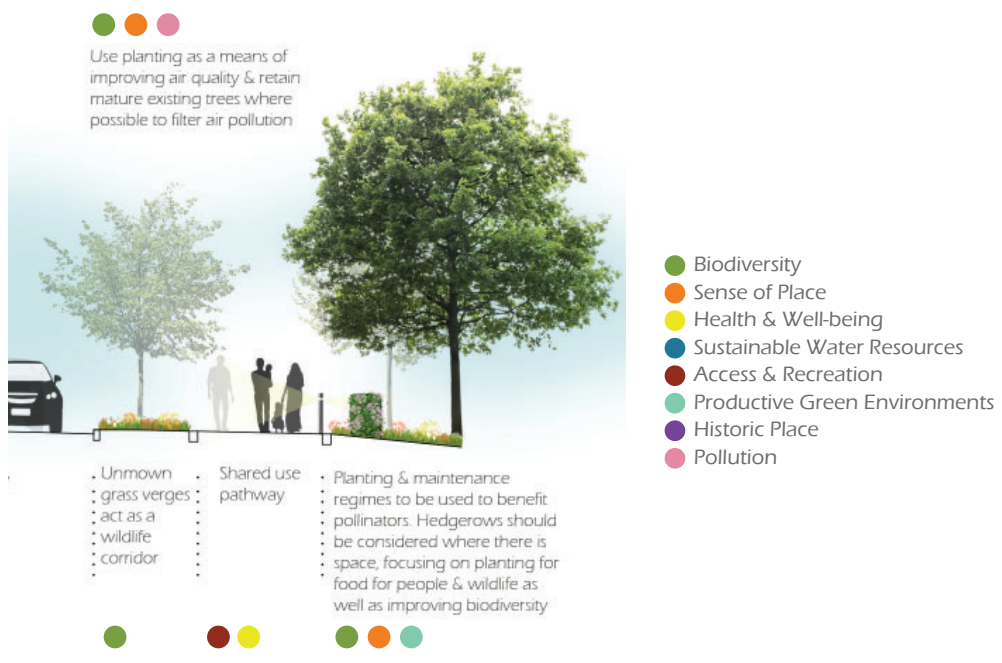 Use planting as a means of
improving air quality & retain
mature existing trees where
possible to filter air pollution
Biodiversity
Sense of Place
Health & Well-being
Sustainable Water Resources
Access & Recreation
Productive Green Environments
Historic Place
Pollution
Unmown
grass verges
act as a
wildlife
corridor
Shared use
pathway
Planting & maintenance
regimes to be used to benefit
pollinators. Hedgerows should
be considered where there is
space, focusing on planting for
food for people & wildlife as
well as improving biodiversity